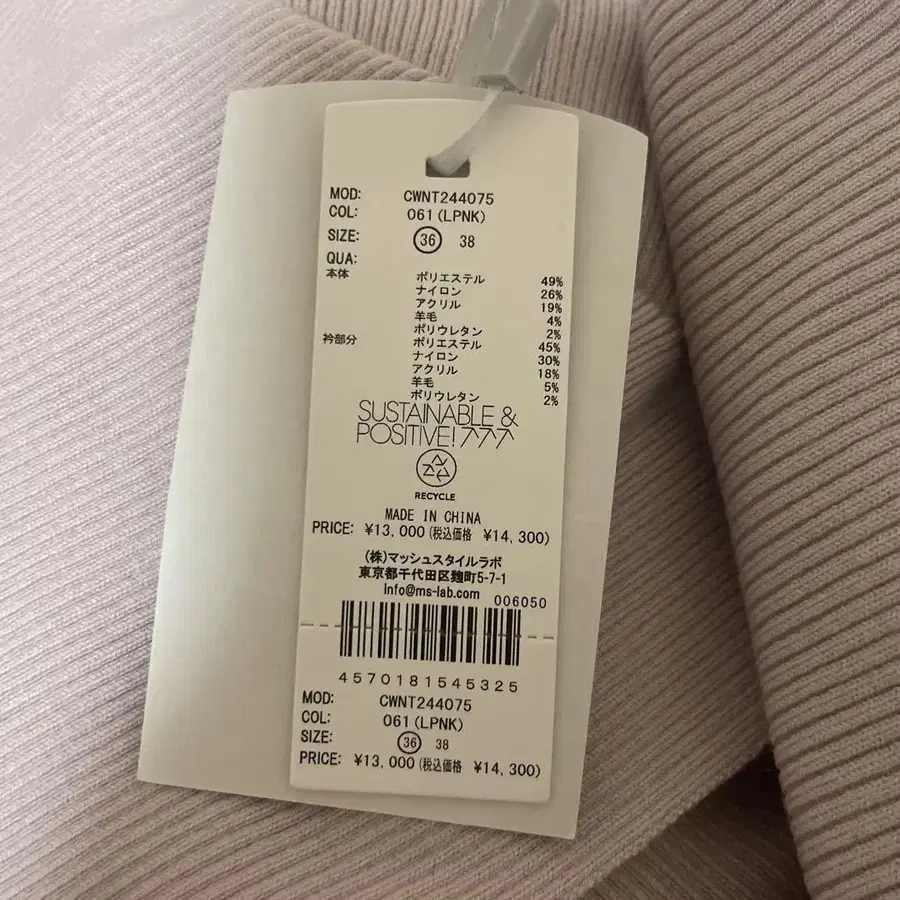 MOD: CWNT244075
COL: 061(LPNK)
SIZE: 36 38
QUA:
本体 ポリエステル 49%
ナイロン 26%
アクリル 19%
羊毛 4%
ポリウレタン 2%
衿部分 ポリエステル 45%
ナイロン 30%
アクリル 18%
羊毛 5%
ポリウレタン 2%
SUSTAINABLE &
POSITIVE!
RECYCLE
MADE IN CHINA
PRICE: ¥13,000(税込価格 ¥14,300)
(株)マッシュスタイルラボ
東京都千代田区麹町5-7-1
Info@ms-lab.com
006050
4570181545325
MOD: CWNT244075
COL: 061(LPNK)
SIZE: 36 38
PRICE: ¥13,000(税込価格 ¥14,300)